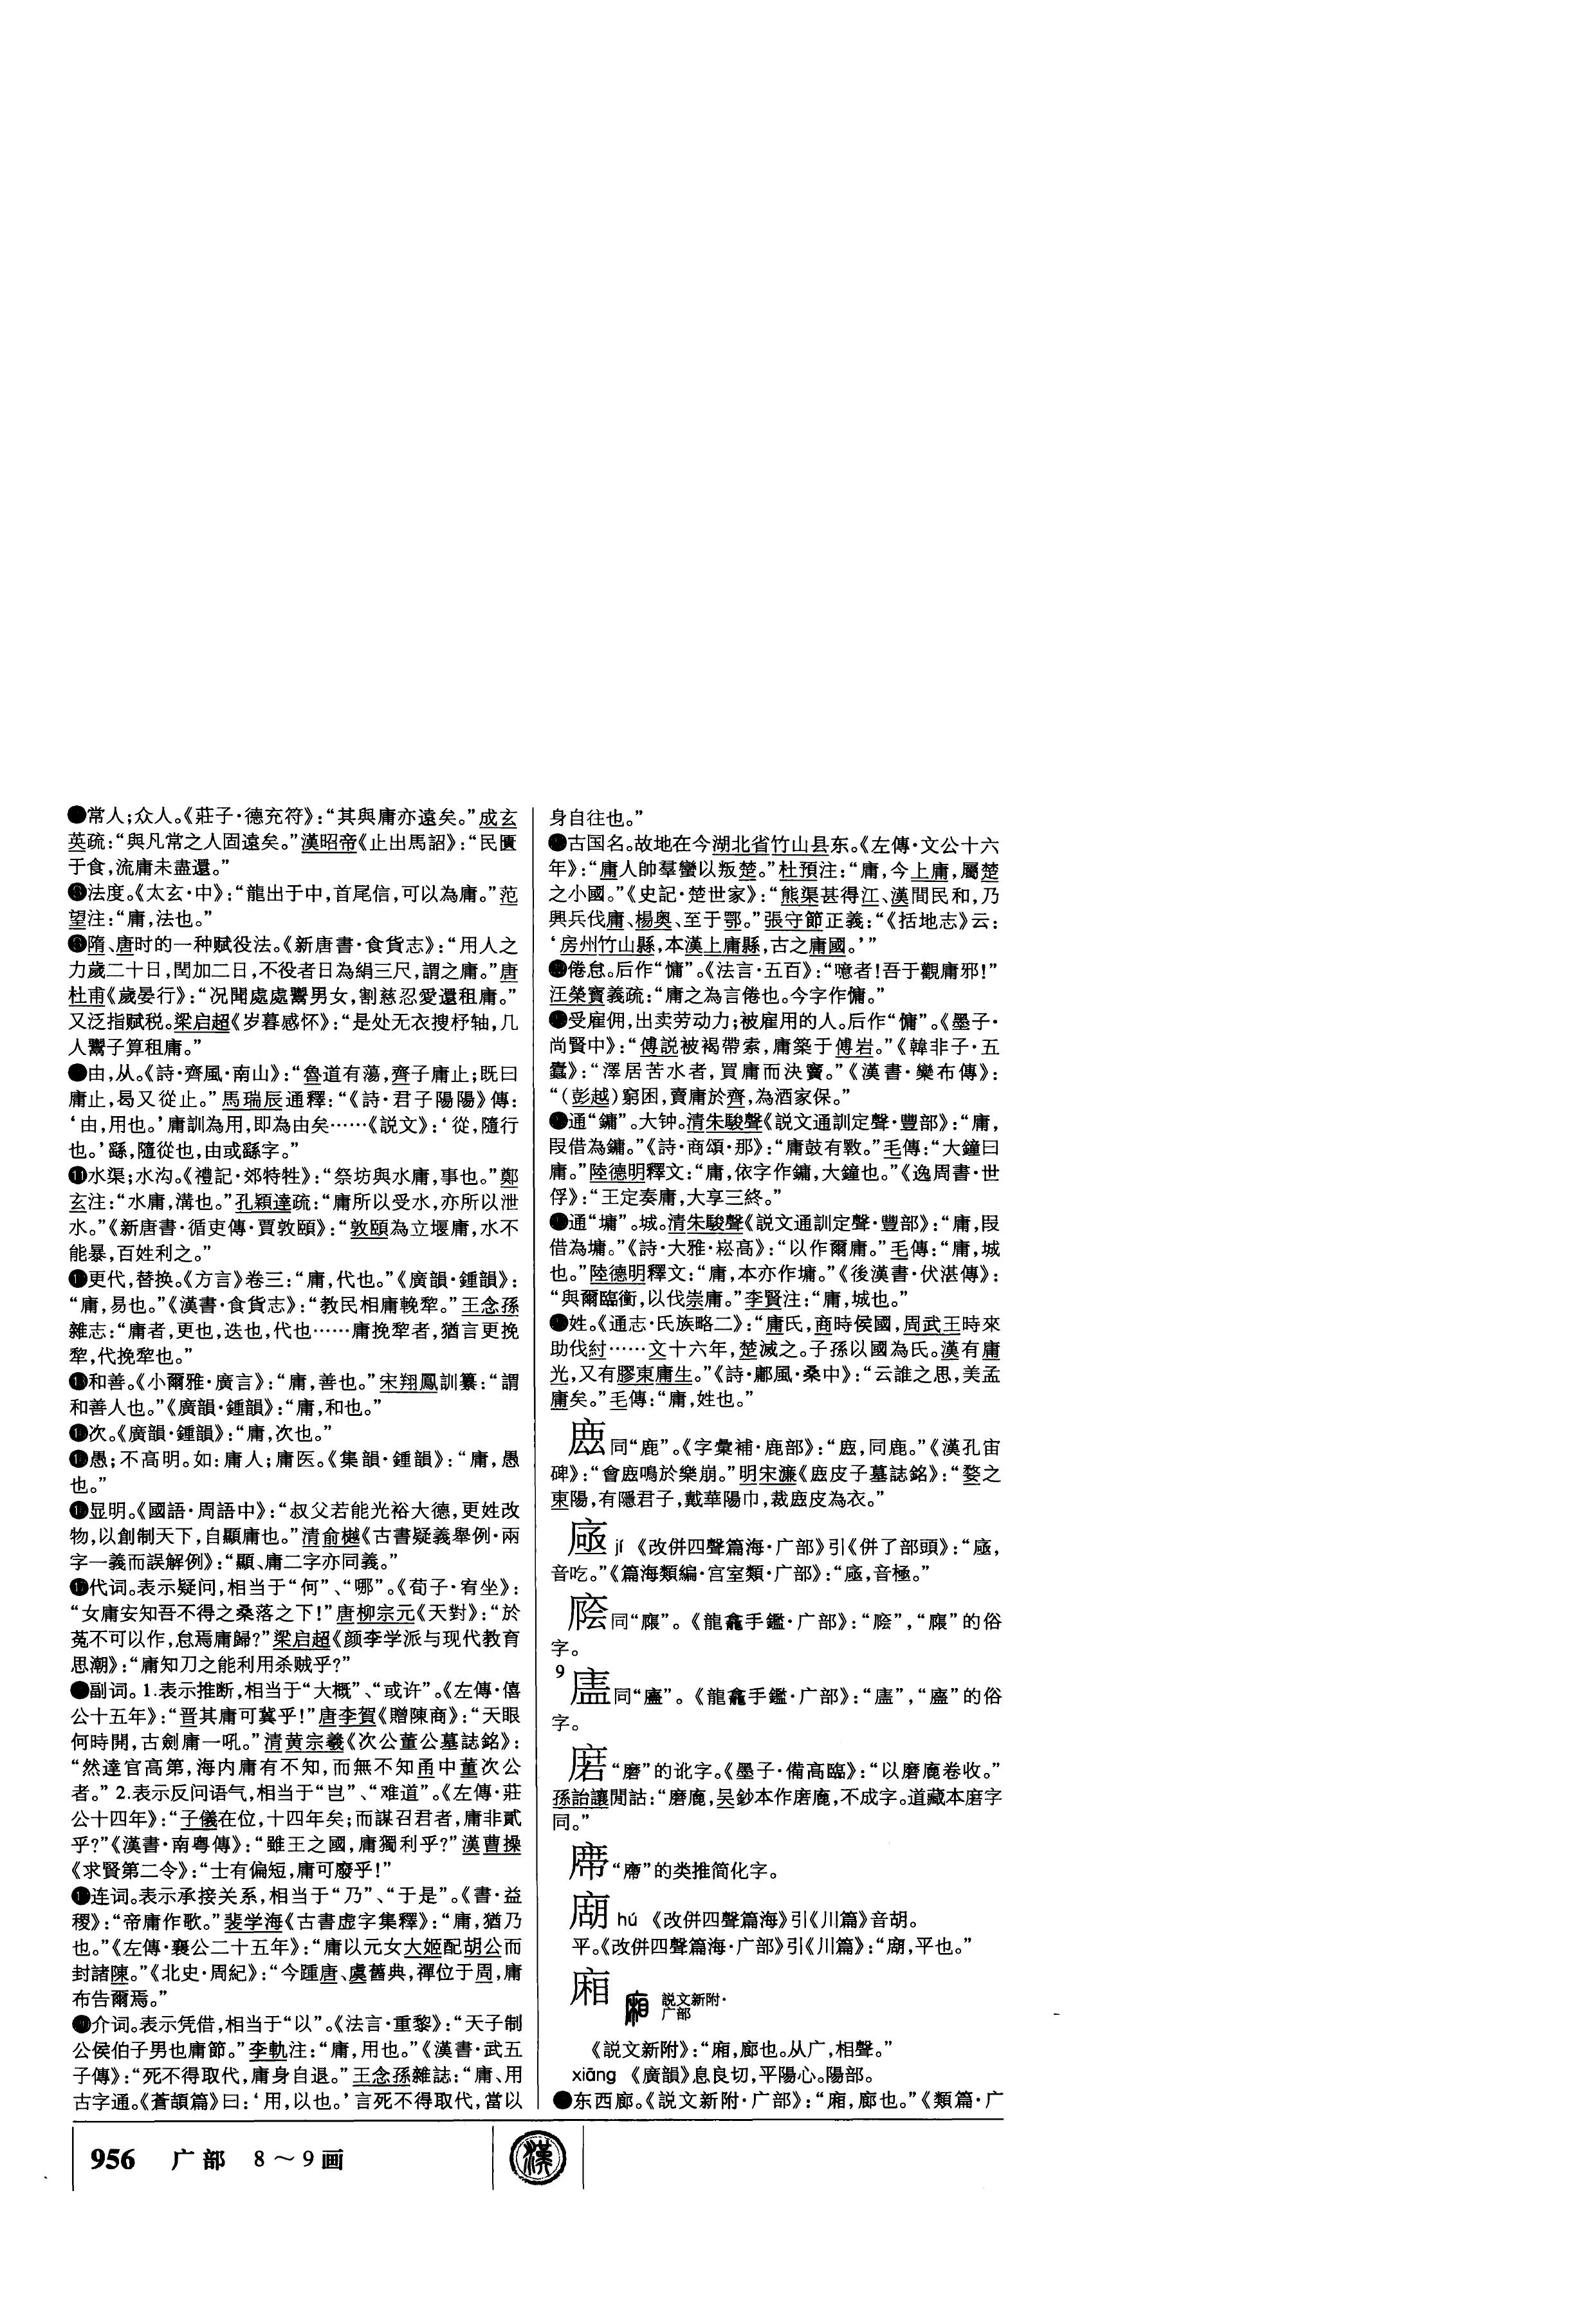 ●常人；众人。《莊子·德充符》：“其與庸亦遠矣。”成玄
英疏：“與凡常之人固遠矣。”漢昭帝《止出馬詔》：“民匱
于食，流庸未盡還。”
法度。《太玄·中》：“龍出于中，首尾信，可以為庸。”范
望注：“庸，法也。”
隋、唐时的一种赋役法。《新唐書·食貨志》：“用人之
力歲二十日，閏加二日，不役者日為絹三尺，謂之庸。”唐
杜甫《歲晏行》：“况聞處處鬻男女，割慈忍愛還租庸。”
又泛指赋税。梁启超《岁暮感怀》：“是处无衣搜杼轴，几
人鬻子算租庸。”
●由，从。《詩·齊風·南山》：“魯道有蕩，齊子庸止；既曰
庸止，曷又從止。”馬瑞辰通釋：“《詩·君子陽陽》傳：
‘由，用也。’庸訓為用，即為由矣……《説文》：‘從，隨行
也。’繇，隨從也，由或繇字。”
⓫水渠；水沟。《禮記·郊特牲》：“祭坊與水庸，事也。”鄭
玄注：“水庸，溝也。”孔穎達疏：“庸所以受水，亦所以泄
水。”《新唐書·循吏傳·賈敦頤》：“敦頤為立堰庸，水不
能暴，百姓利之。”
更代，替换。《方言》卷三：“庸，代也。”《廣韻·鍾韻》：
“庸，易也。”《漢書·食貨志》：“教民相庸輓犂。”王念孫
雜志：“庸者，更也，迭也，代也……庸挽犂者，猶言更挽
犂，代挽犂也。”
和善。《小爾雅·廣言》：“庸，善也。”宋翔鳳訓纂：“謂
和善人也。”《廣韻·鍾韻》：“庸，和也。”
次。《廣韻·鍾韻》：“庸，次也。”
愚；不高明。如：庸人；庸医。《集韻·鍾韻》：“庸，愚
也。”
显明。《國語·周語中》：“叔父若能光裕大德，更姓改
物，以創制天下，自顯庸也。”清俞樾《古書疑義舉例·兩
字一義而誤解例》：“顯、庸二字亦同義。”
⓱代词。表示疑问，相当于“何”、“哪”。《荀子·宥坐》：
“女庸安知吾不得之桑落之下！”唐柳宗元《天對》：“於
菟不可以作，怠焉庸歸？”梁启超《颜李学派与现代教育
思潮》：“庸知刀之能利用杀贼乎？”
●副词。1.表示推断，相当于“大概”、“或许”。《左傳·僖
公十五年》：“晋其庸可冀乎！”唐李賀《贈陳商》：“天眼
何時開，古劍庸一吼。”清黄宗羲《次公董公墓誌銘》：
“然達官高第，海内庸有不知，而無不知甬中董次公
者。”2.表示反问语气，相当于“岂”、“难道”。《左傳·莊
公十四年》：“子儀在位，十四年矣；而謀召君者，庸非貳
乎？”《漢書·南粤傳》：“雖王之國，庸獨利乎？”漢曹操
《求賢第二令》：“士有偏短，庸可廢乎！”
连词。表示承接关系，相当于“乃”、“于是”。《書·益
稷》：“帝庸作歌。”裴学海《古書虚字集釋》：“庸，猶乃
也。”《左傳·襄公二十五年》：“庸以元女大姬配胡公而
封諸陳。”《北史·周紀》：“今踵唐、虞舊典，禪位于周，庸
布告爾焉。”
介词。表示凭借，相当于“以”。《法言·重黎》：“天子制
公侯伯子男也庸節。”李軌注：“庸，用也。”《漢書·武五
子傳》：“死不得取代，庸身自退。”王念孫雜誌：“庸、用
古字通。《蒼頡篇》曰：‘用，以也。’言死不得取代，當以
身自往也。”
古国名。故地在今湖北省竹山县东。《左傳·文公十六
年》：“庸人帥羣蠻以叛楚。”杜預注：“庸，今上庸，屬楚
之小國。”《史記·楚世家》：“熊渠甚得江、漢間民和，乃
興兵伐庸、楊奥、至于鄂。”張守節正義：“《括地志》云：
‘房州竹山縣，本漢上庸縣，古之庸國。’”
倦怠。后作“慵”。《法言·五百》：“噫者！吾于觀庸邪！”
汪榮寶義疏：“庸之為言倦也。今字作慵。”
受雇佣，出卖劳动力；被雇用的人。后作“傭”。《墨子·
尚賢中》：“傅説被褐帶索，庸築于傅岩。”《韓非子·五
蠹》：“澤居苦水者，買庸而決竇。”《漢書·欒布傳》：
“（彭越）窮困，賣庸於齊，為酒家保。”
通“鏞”。大钟。清朱駿聲《説文通訓定聲·豐部》：“庸，
叚借為鏞。”《詩·商頌·那》：“庸鼓有斁。”毛傳：“大鐘曰
庸。”陸德明釋文：“庸，依字作鏞，大鐘也。”《逸周書·世
俘》：“王定奏庸，大享三終。”
通“墉”。城。清朱駿聲《説文通訓定聲·豐部》：“庸，叚
借為墉。”《詩·大雅·崧高》：“以作爾庸。”毛傳：“庸，城
也。”陸德明釋文：“庸，本亦作墉。”《後漢書·伏湛傳》：
“與爾臨衝，以伐崇庸。”李賢注：“庸，城也。”
姓。《通志·氏族略二》：“庸氏，商時侯國，周武王時來
助伐紂……文十六年，楚滅之。子孫以國為氏。漢有庸
光，又有膠東庸生。”《詩·鄘風·桑中》：“云誰之思，美孟
庸矣。”毛傳：“庸，姓也。”
同“鹿”。《字彙補·鹿部》：“，同鹿。”《漢孔宙
碑》：“會鳴於樂崩。”明宋濂《皮子墓誌銘》：“婺之
東陽，有隱君子，戴華陽巾，裁皮為衣。”
jí 《改併四聲篇海·广部》引《併了部頭》：“，
音吃。”《篇海類編·宫室類·广部》：“，音極。”
同“”。《龍龕手鑑·广部》：“”，“”的俗
字。
9 同“”。《龍龕手鑑·广部》：“”，“”的俗
字。
“磨”的讹字。《墨子·備高臨》：“以磨鹿卷收。”
孫詒讓閒詁：“磨鹿，吴鈔本作鹿，不成字。道藏本磨字
同。”
“”的类推简化字。
hú 《改併四聲篇海》引《川篇》音胡。
平。《改併四聲篇海·广部》引《川篇》：“，平也。”
廂 説文新附·
广部
《説文新附》：“廂，廊也。从广，相聲。”
xiāng 《廣韻》息良切，平陽心。陽部。
●东西廊。《説文新附·广部》：“廂，廊也。”《類篇·广
956 广部 8～9画 漢